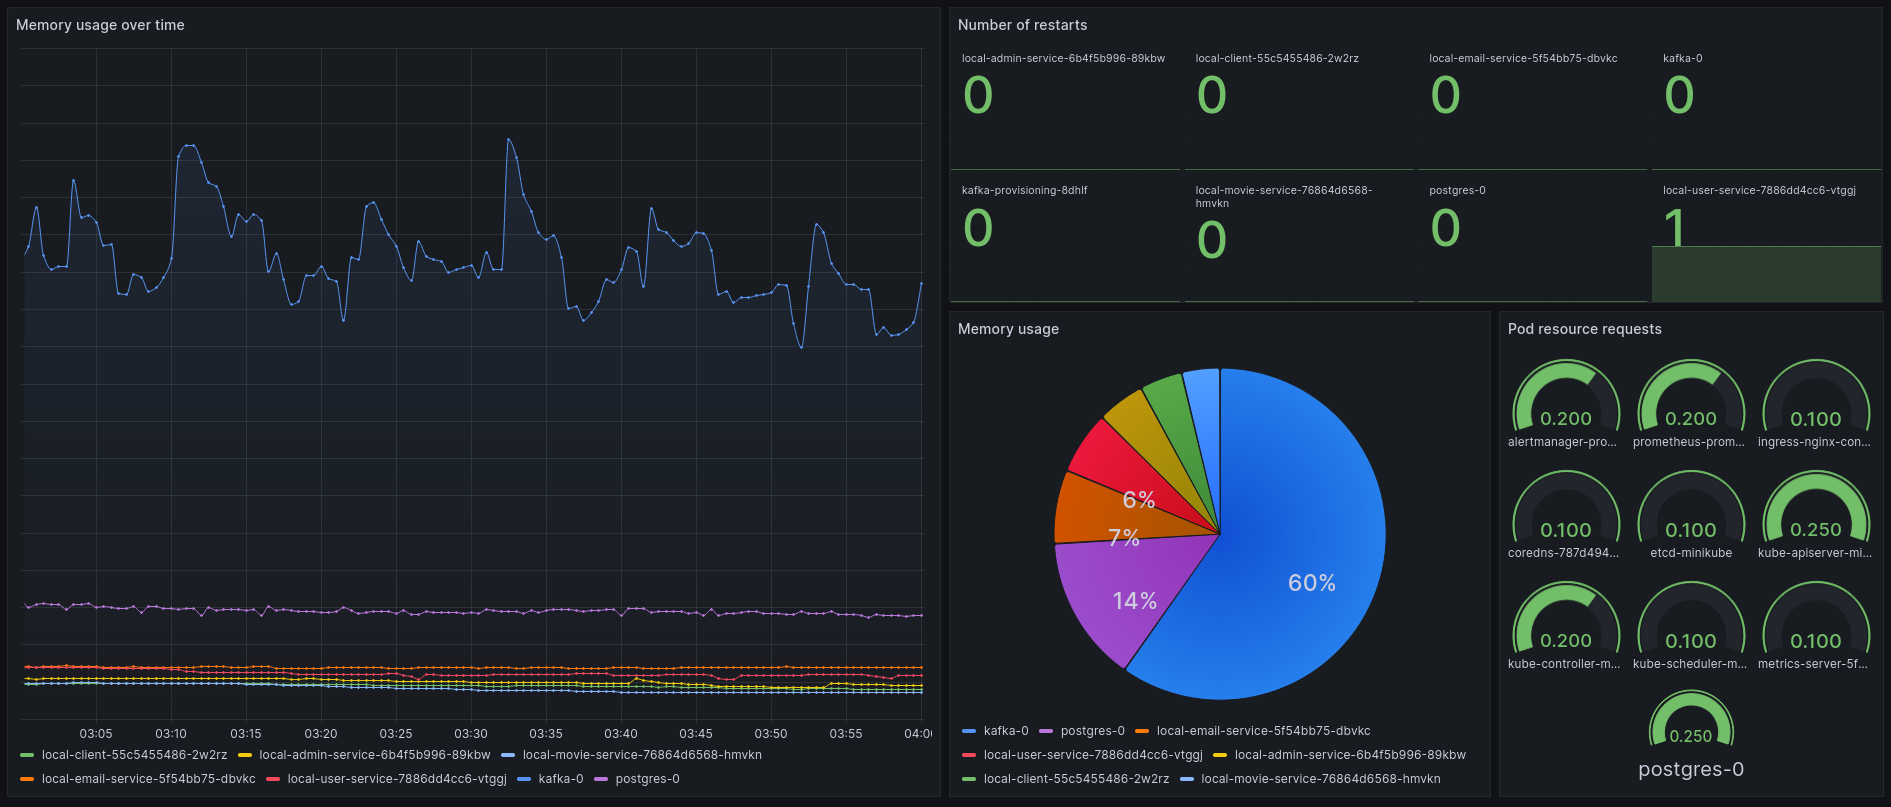 Memory usage over time
03:05 03:10 03:15 03:20 03:25 03:30 03:35 03:40 03:45 03:50 03:55 04:00
local-client-55c5455486-2w2rz local-admin-service-6b4f5b996-89kbw local-movie-service-76864d6568-hmvkn
local-email-service-5f54bb75-dbvkc local-user-service-7886dd4cc6-vtggj kafka-0 postgres-0
Number of restarts
local-admin-service-6b4f5b996-89kbw
0
local-client-55c5455486-2w2rz
0
local-email-service-5f54bb75-dbvkc
0
kafka-0
0
kafka-provisioning-8dhlf
0
local-movie-service-76864d6568-
hmvkn
0
postgres-0
0
local-user-service-7886dd4cc6-vtggj
1
Memory usage
6%
7%
60%
14%
kafka-0 postgres-0 local-email-service-5f54bb75-dbvkc
local-user-service-7886dd4cc6-vtggj local-admin-service-6b4f5b996-89kbw
local-client-55c5455486-2w2rz local-movie-service-76864d6568-hmvkn
Pod resource requests
0.200 0.200 0.100
alertmanager-pro... prometheus-prom... ingress-nginx-con...
0.100 0.100 0.250
coredns-787d494... etcd-minikube kube-apiserver-mi...
0.200 0.100 0.100
kube-controller-m... kube-scheduler-m... metrics-server-5f...
0.250
postgres-0